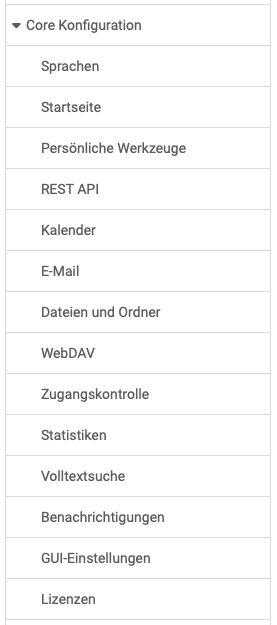 Core Konfiguration
Sprachen
Startseite
Persönliche Werkzeuge
REST API
Kalender
E-Mail
Dateien und Ordner
WebDAV
Zugangskontrolle
Statistiken
Volltextsuche
Benachrichtigungen
GUI-Einstellungen
Lizenzen